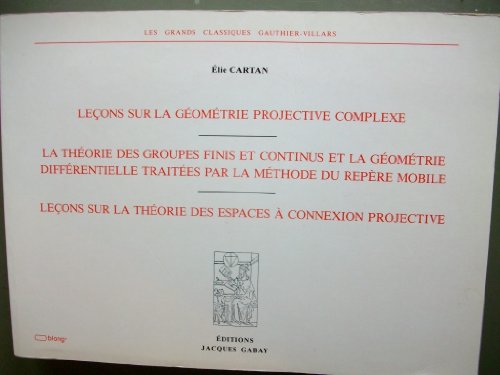 LES GRANDS CLASSIQUES GAUTHIER-VILLARS
Élie CARTAN
LEÇONS SUR LA GÉOMÉTRIE PROJECTIVE COMPLEXE
LA THÉORIE DES GROUPES FINIS ET CONTINUS ET LA GÉOMÉTRIE
DIFFÉRENTIELLE TRAITÉES PAR LA MÉTHODE DU REPÈRE MOBILE
LEÇONS SUR LA THÉORIE DES ESPACES À CONNEXION PROJECTIVE
ÉDITIONS
JACQUES GABAY